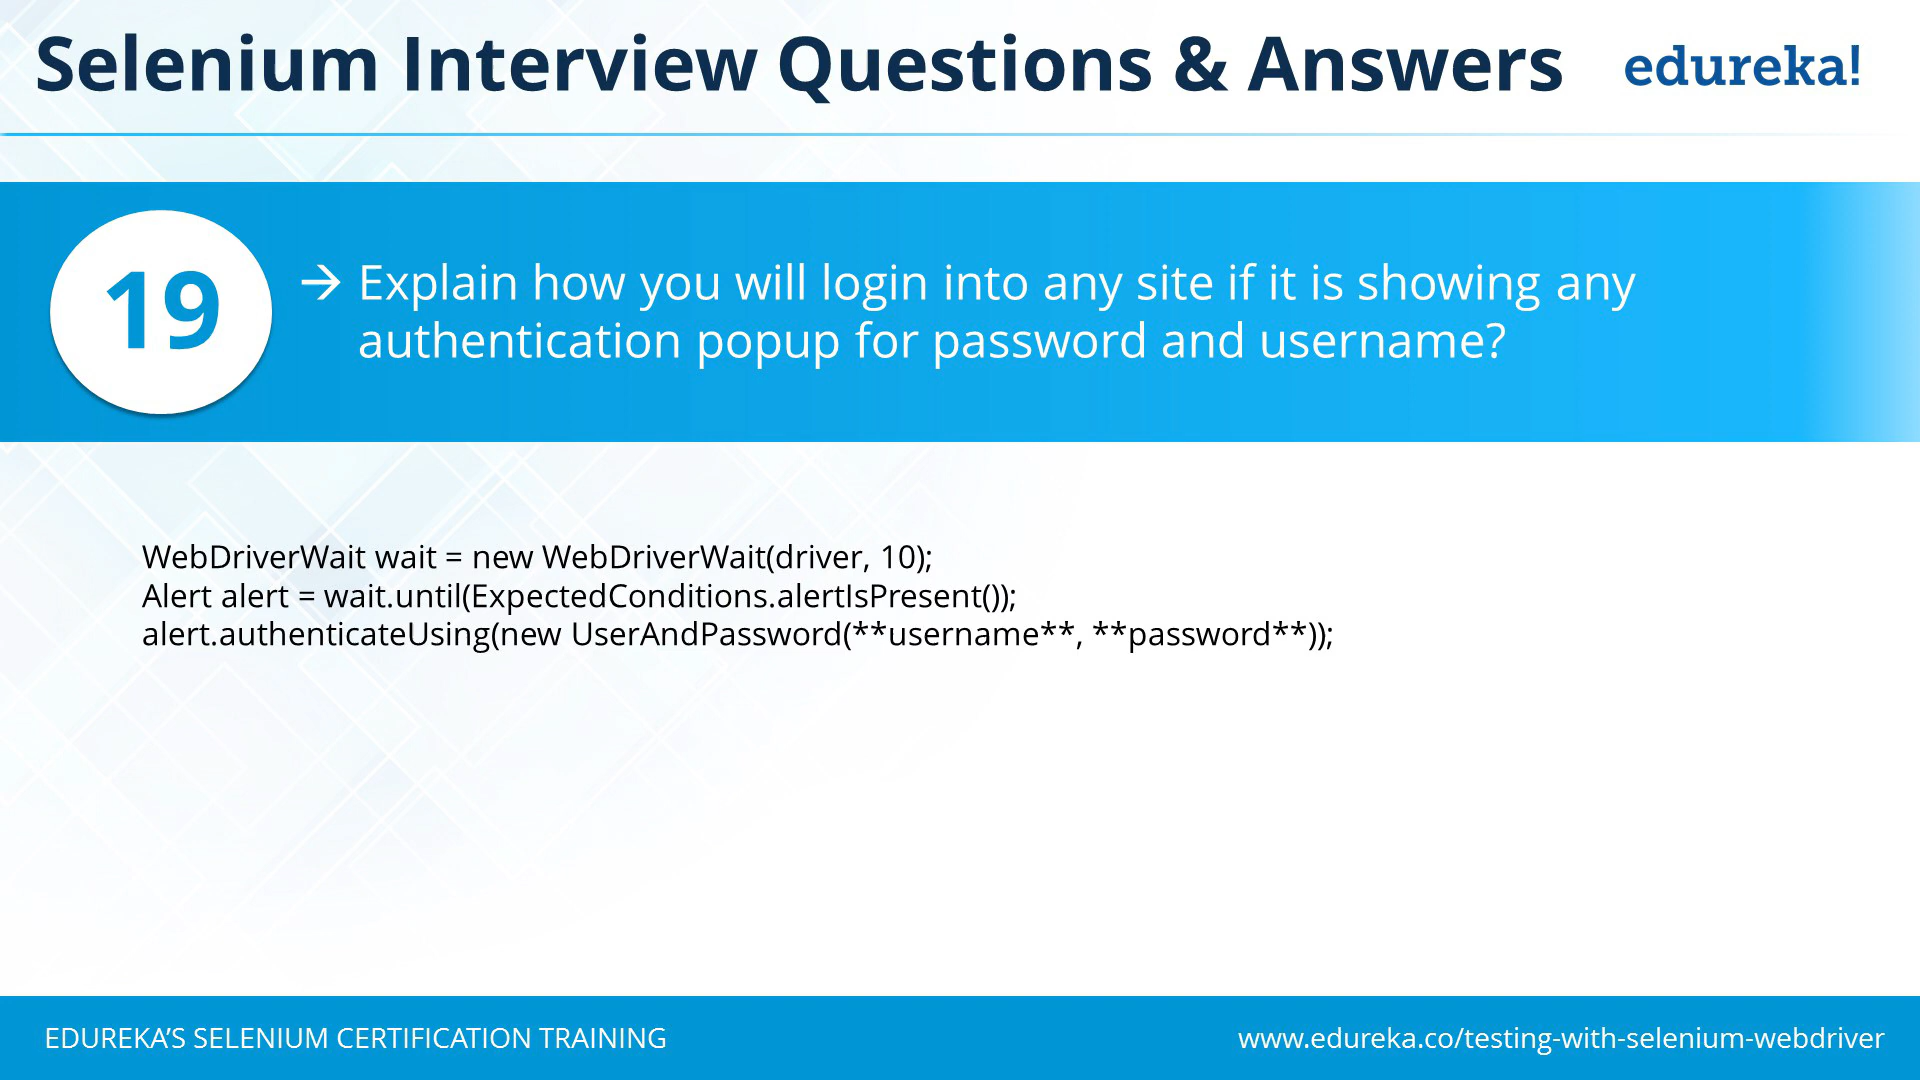 Selenium Interview Questions & Answers
edureka!
19
→ Explain how you will login into any site if it is showing any
authentication popup for password and username?
WebDriverWait wait = new WebDriverWait(driver, 10);
Alert alert = wait.until(ExpectedConditions.alertIsPresent());
alert.authenticateUsing(new UserAndPassword(**username**, **password**));
EDUREKA’S SELENIUM CERTIFICATION TRAINING
www.edureka.co/testing-with-selenium-webdriver